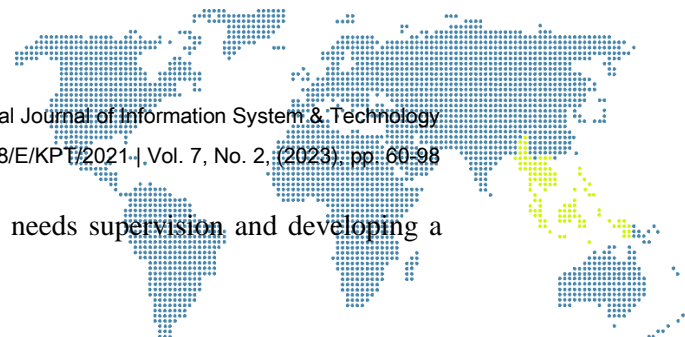 al Journal of Information System & Technology
8/E/KPT/2021 | Vol. 7, No. 2, (2023), pp. 60-98
needs supervision and developing a